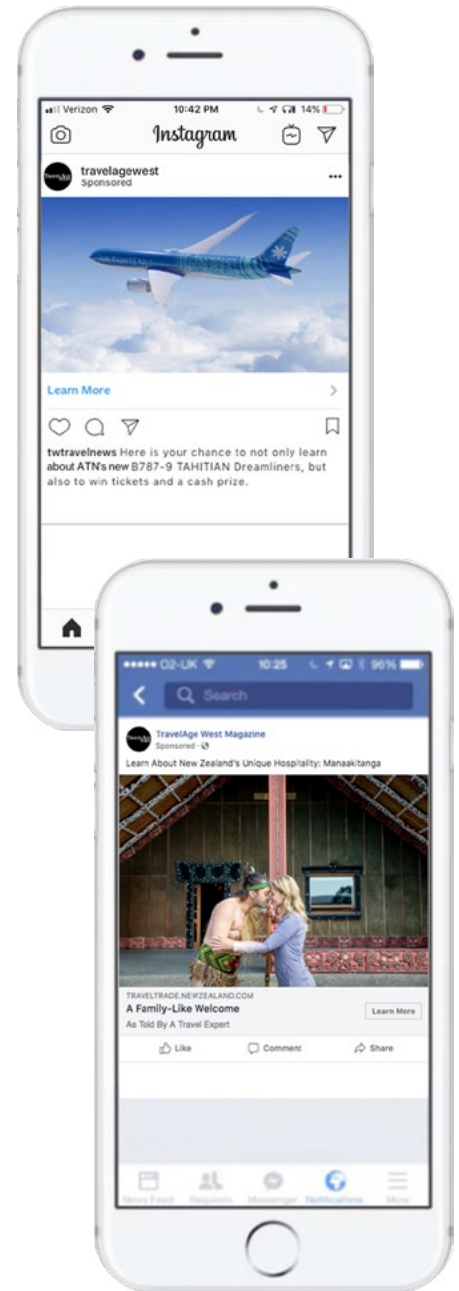 Verizon 10:42 PM 14%
Instagram
travelagewest
Sponsored
AIR TAHITI NUI
Learn More
twtravelnews Here is your chance to not only learn
about ATN's new B787-9 TAHITIAN Dreamliners, but
also to win tickets and a cash prize.
O2-UK 10:25 96%
Search
TravelAge West Magazine
Sponsored ·
Learn About New Zealand's Unique Hospitality: Manaakitanga
TRAVELTRADE.NEWZEALAND.COM
A Family-Like Welcome
Learn More
As Told By A Travel Expert
Like Comment Share
News Feed Requests Messenger Notifications More